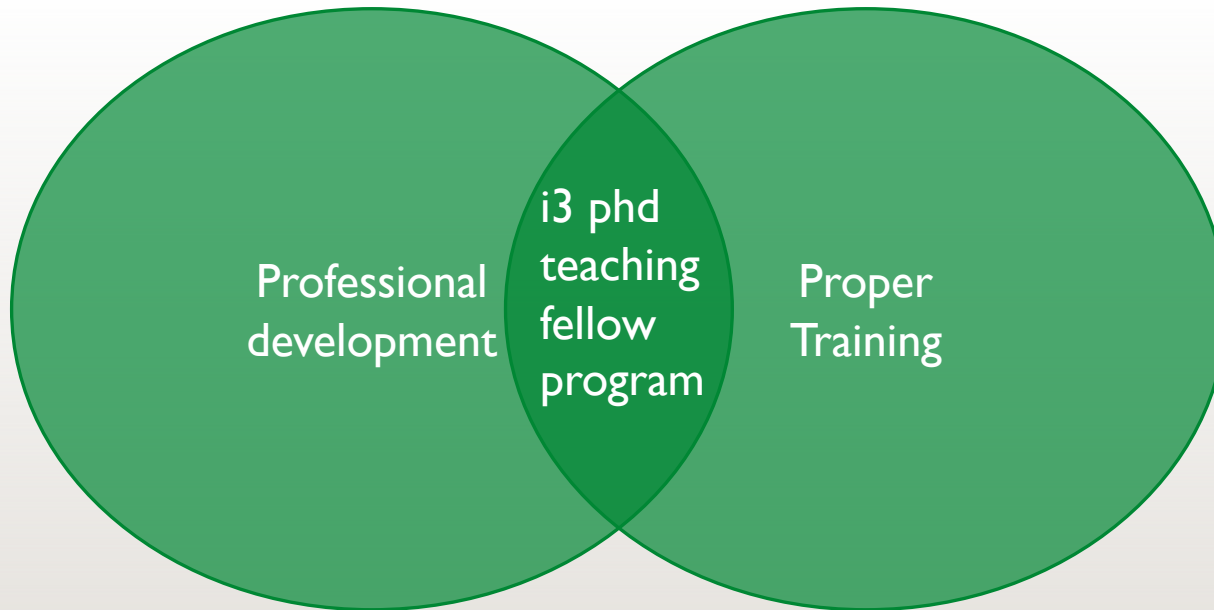 Professional
development
i3 phd
teaching
fellow
program
Proper
Training